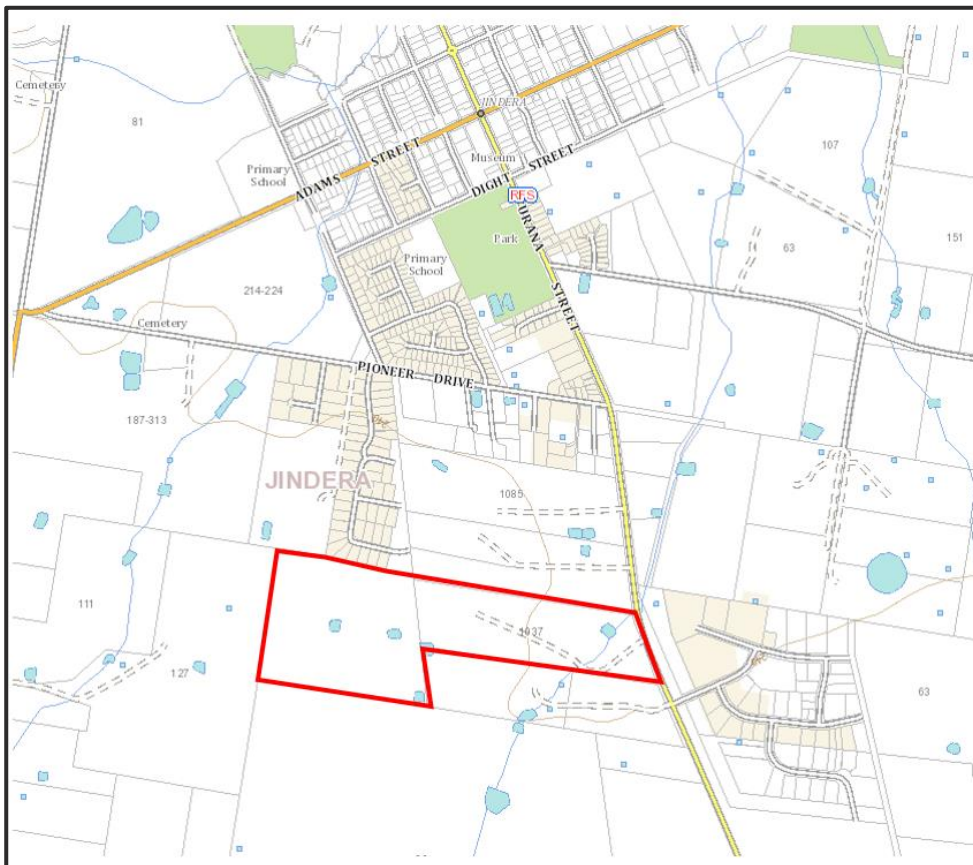 Cemetery
81
JINDERA
107
Museum
Primary
School
ADAMS STREET
DIGHT STREET
RFS
URANA STREET
Park
63
151
Primary
School
214-224
Cemetery
PIONEER DRIVE
187-313
JINDERA
1085
111
1037
127
63